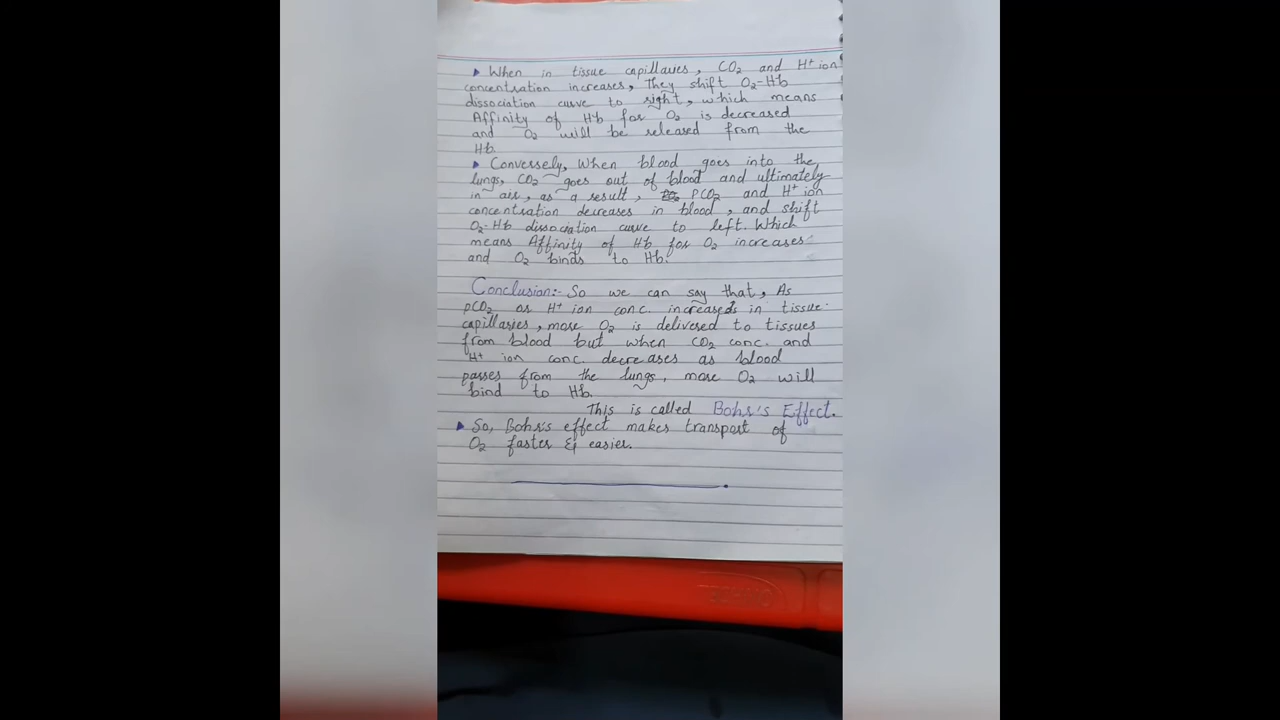 ▸ When in tissue capillaries, CO₂ and H⁺ ion
concentration increases, They shift O₂-Hb
dissociation curve to right, which means
Affinity of Hb for O₂ is decreased
and O₂ will be released from the
Hb.
▸ Conversely, When blood goes into the
lungs, CO₂ goes out of blood and ultimately
in air, as a result, PCO₂ and H⁺ ion
concentration decreases in blood, and shift
O₂-Hb dissociation curve to left. Which
means Affinity of Hb for O₂ increases
and O₂ binds to Hb.
Conclusion:- So we can say that, As
pCO₂ or H⁺ ion conc. increases in tissue
capillaries, more O₂ is delivered to tissues
from blood but when CO₂ conc. and
H⁺ ion conc. decreases as blood
passes from the lungs, more O₂ will
bind to Hb.
This is called Bohr's Effect.
▸ So, Bohr's effect makes transport of
O₂ faster & easier.